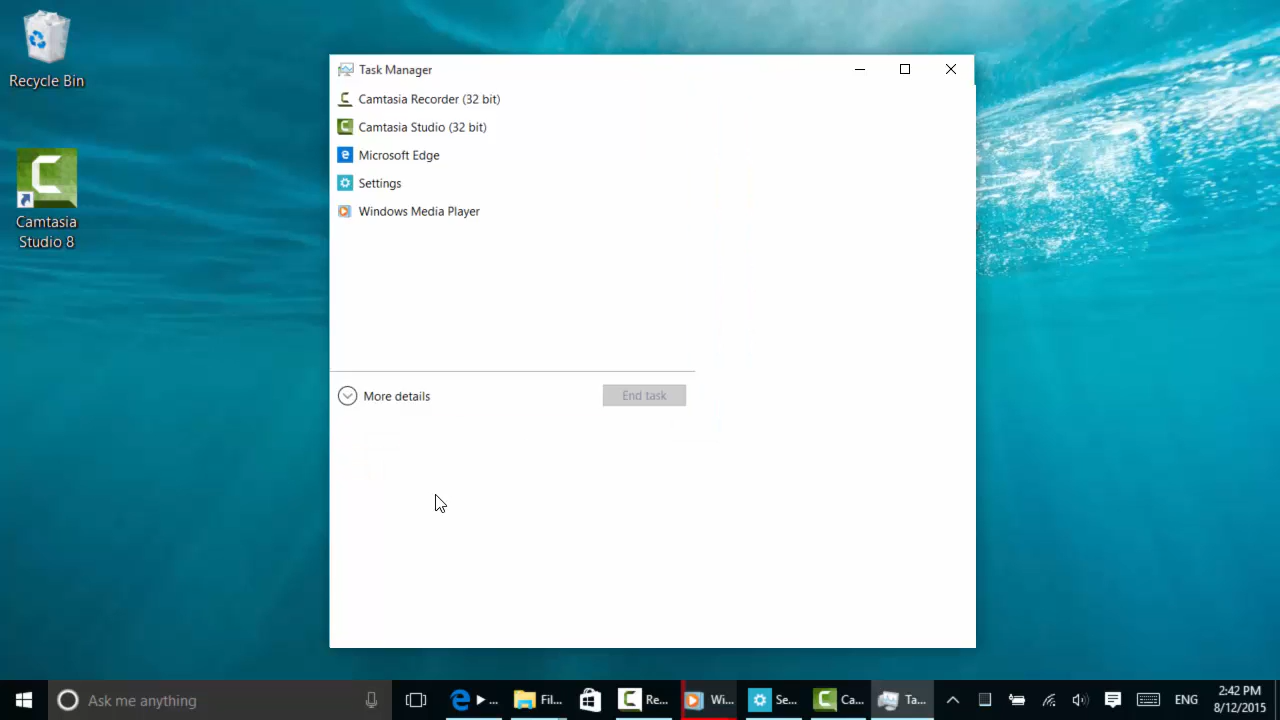 Recycle Bin
Camtasia
Studio 8
Task Manager
Camtasia Recorder (32 bit)
Camtasia Studio (32 bit)
Microsoft Edge
Settings
Windows Media Player
More details
End task
Ask me anything
Fil...
Re...
Wi...
Se...
Ca...
Ta...
ENG
2:42 PM
8/12/2015